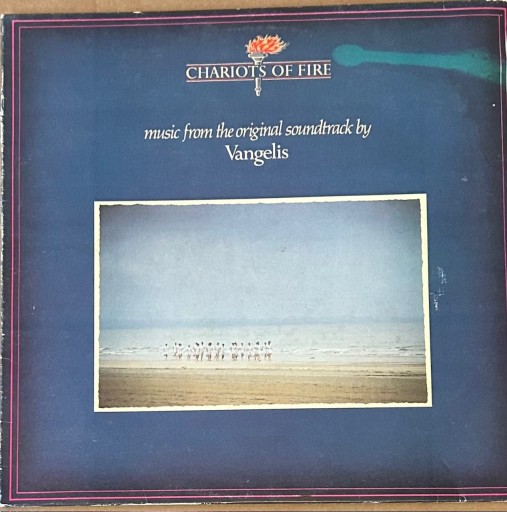 CHARIOTS OF FIRE
music from the original soundtrack by
Vangelis